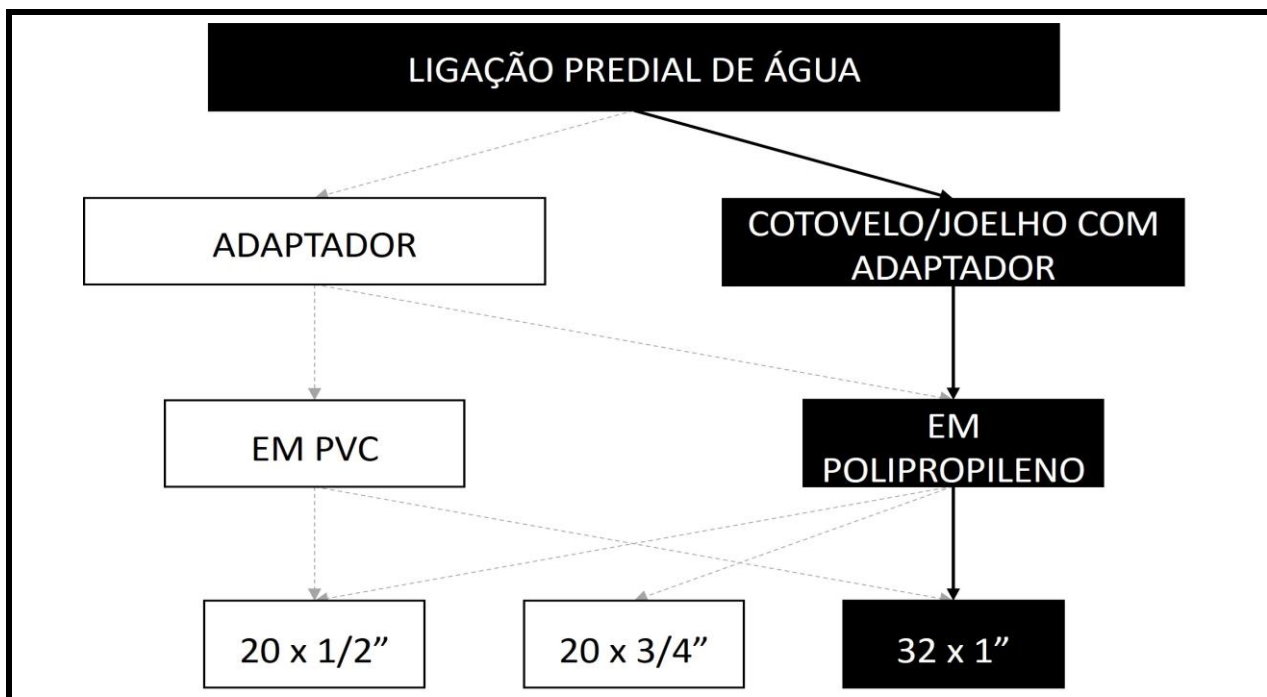 LIGAÇÃO PREDIAL DE ÁGUA
ADAPTADOR
COTOVELO/JOELHO COM
ADAPTADOR
EM PVC
EM
POLIPROPILENO
20 x 1/2”
20 x 3/4”
32 x 1”